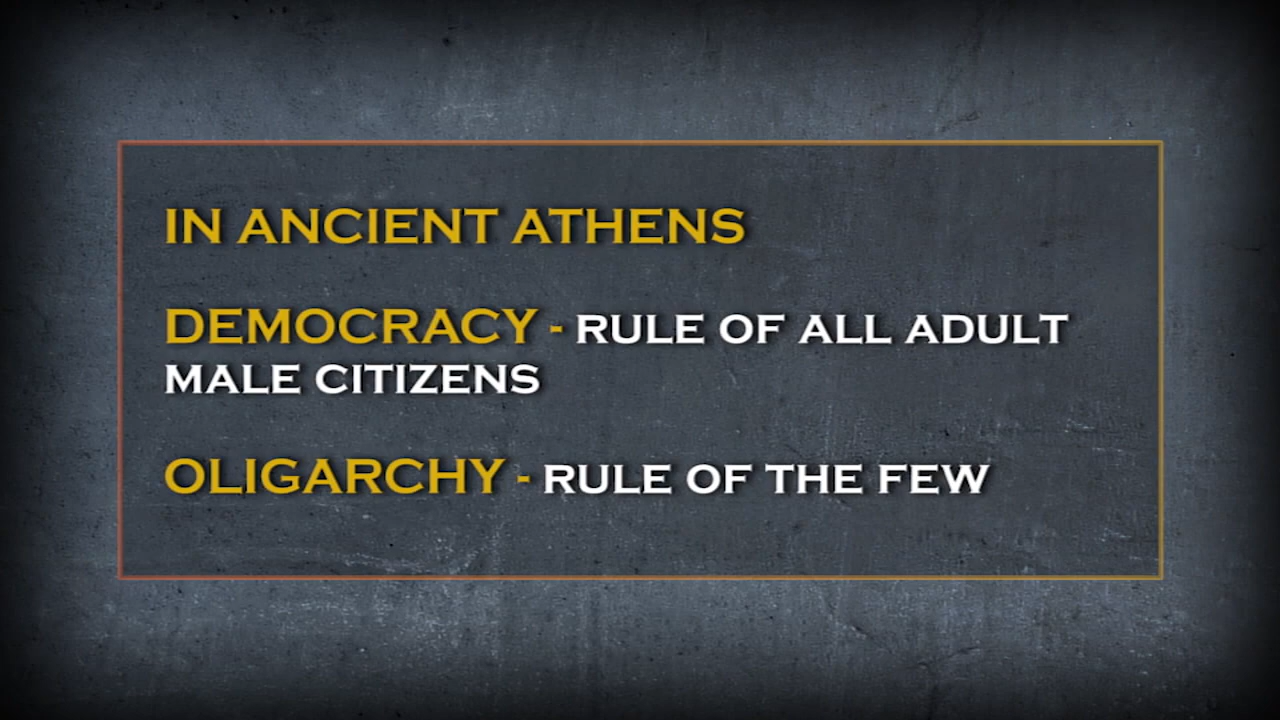 IN ANCIENT ATHENS
DEMOCRACY - RULE OF ALL ADULT
MALE CITIZENS
OLIGARCHY - RULE OF THE FEW